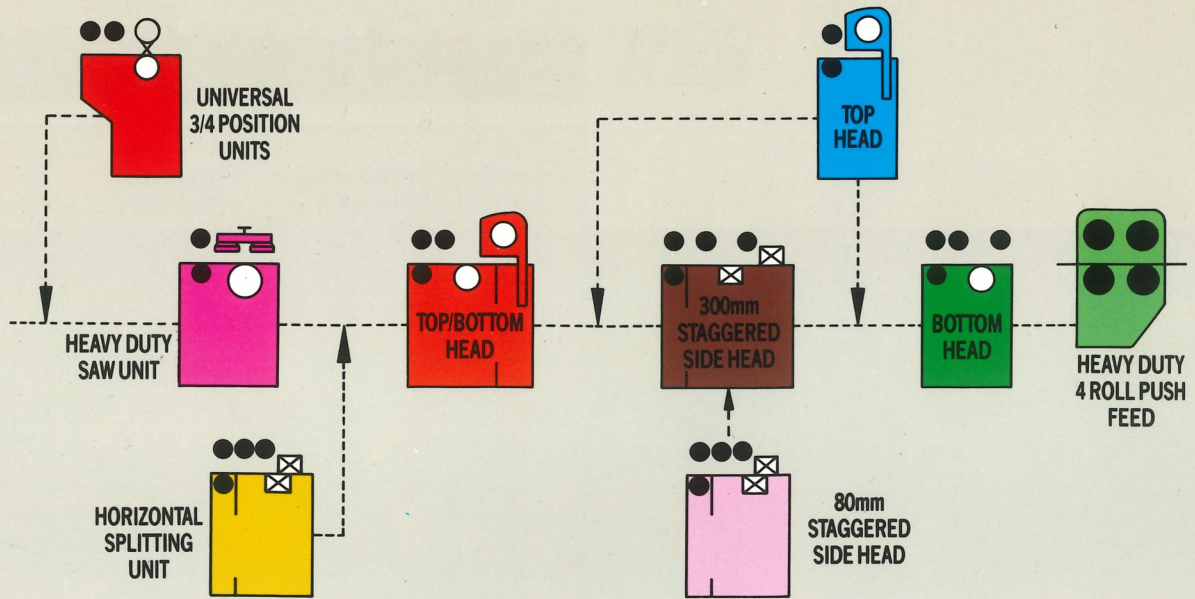 UNIVERSAL
3/4 POSITION
UNITS
TOP
HEAD
HEAVY DUTY
SAW UNIT
TOP/BOTTOM
HEAD
300mm
STAGGERED
SIDE HEAD
BOTTOM
HEAD
HEAVY DUTY
4 ROLL PUSH
FEED
HORIZONTAL
SPLITTING
UNIT
80mm
STAGGERED
SIDE HEAD